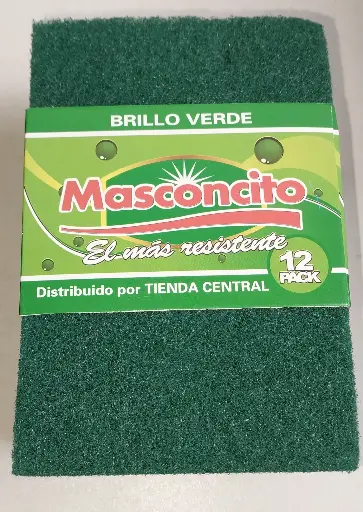 BRILLO VERDE
Masconcito
El más resistente
12
PACK
Distribuido por TIENDA CENTRAL